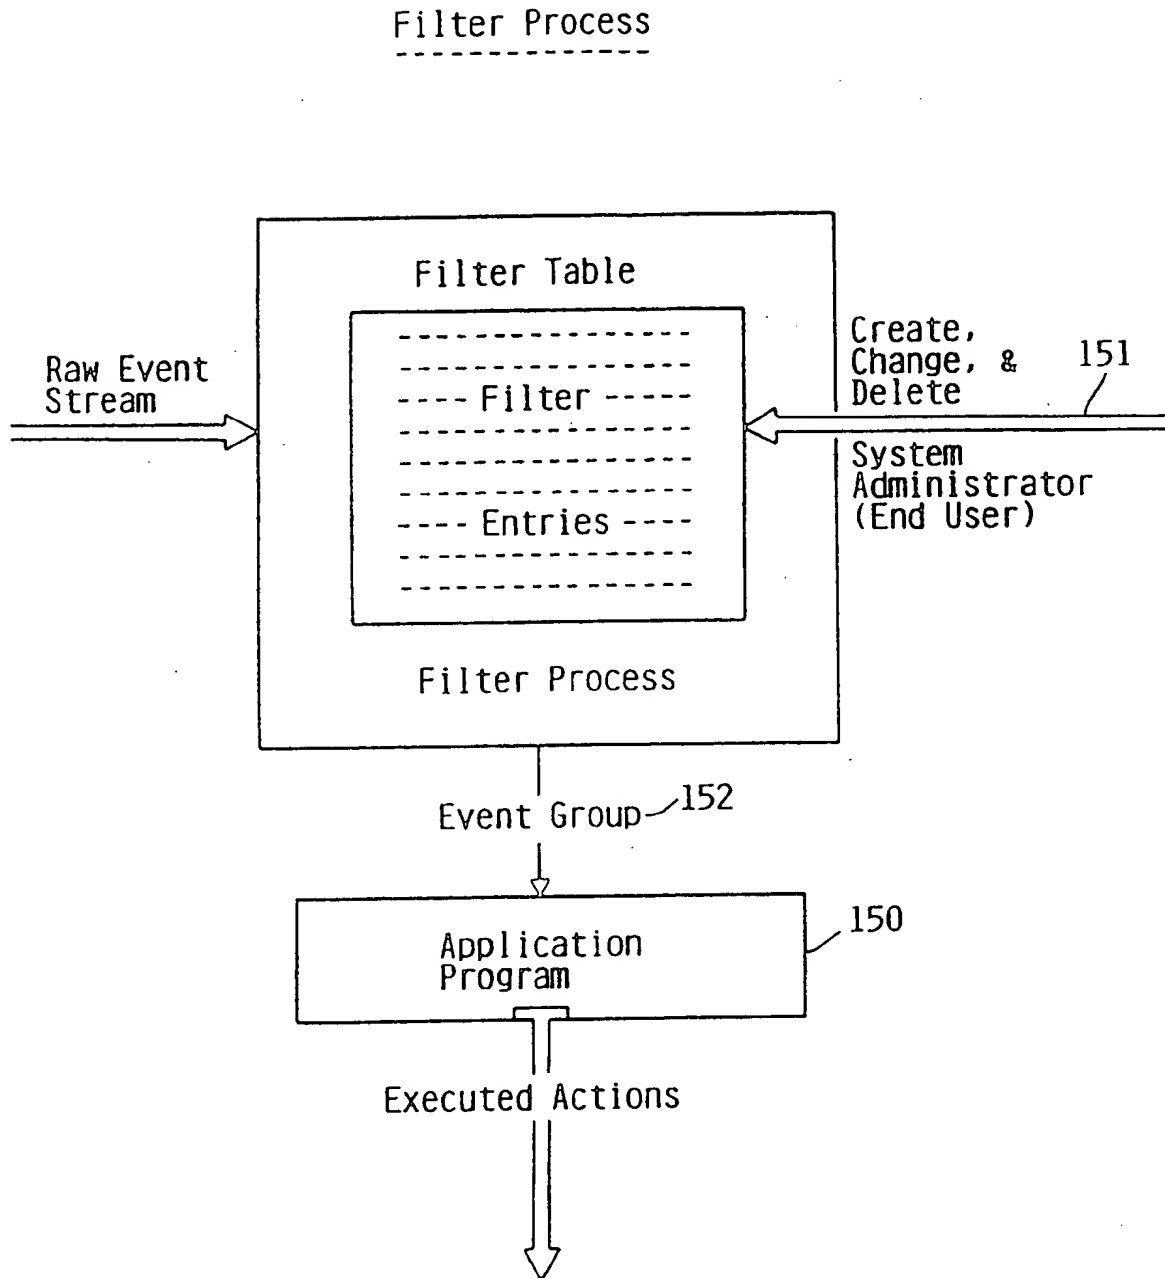 Filter Process
Filter Table
Filter
Entries
Filter Process
Raw Event
Stream
Create,
Change, &
Delete
151
System
Administrator
(End User)
Event Group
152
Application
Program
150
Executed Actions